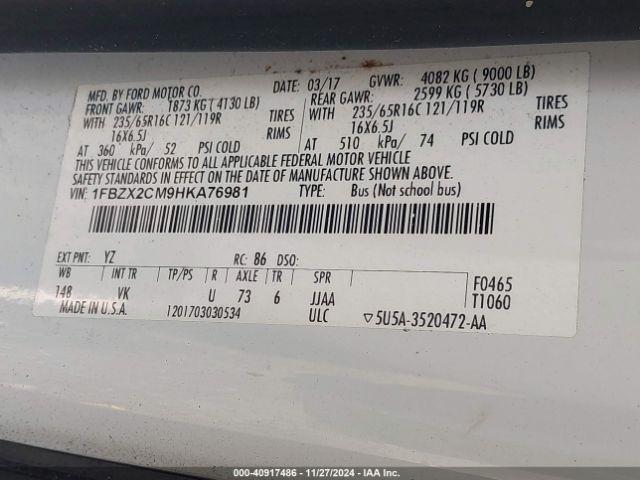 MFD. BY FORD MOTOR CO. DATE: 03/17 GVWR: 4082 KG ( 9000 LB)
FRONT GAWR: 1873 KG ( 4130 LB) REAR GAWR: 2599 KG ( 5730 LB)
WITH 235/65R16C 121/119R TIRES WITH 235/65R16C 121/119R TIRES
16X6.5J RIMS 16X6.5J RIMS
AT 360 kPa/ 52 PSI COLD AT 510 kPa/ 74 PSI COLD
THIS VEHICLE CONFORMS TO ALL APPLICABLE FEDERAL MOTOR VEHICLE
SAFETY STANDARDS IN EFFECT ON THE DATE OF MANUFACTURE SHOWN ABOVE.
VIN: 1FBZX2CM9HKA76981 TYPE: Bus (Not school bus)
EXT PNT: YZ RC: 86 DSO:
WB INT TR TP/PS R AXLE TR SPR F0465
148 VK U 73 6 JJAA T1060
MADE IN U.S.A. 1201703030534 ULC ▽5U5A-3520472-AA
000-40917486 - 11/27/2024 - IAAI.COM